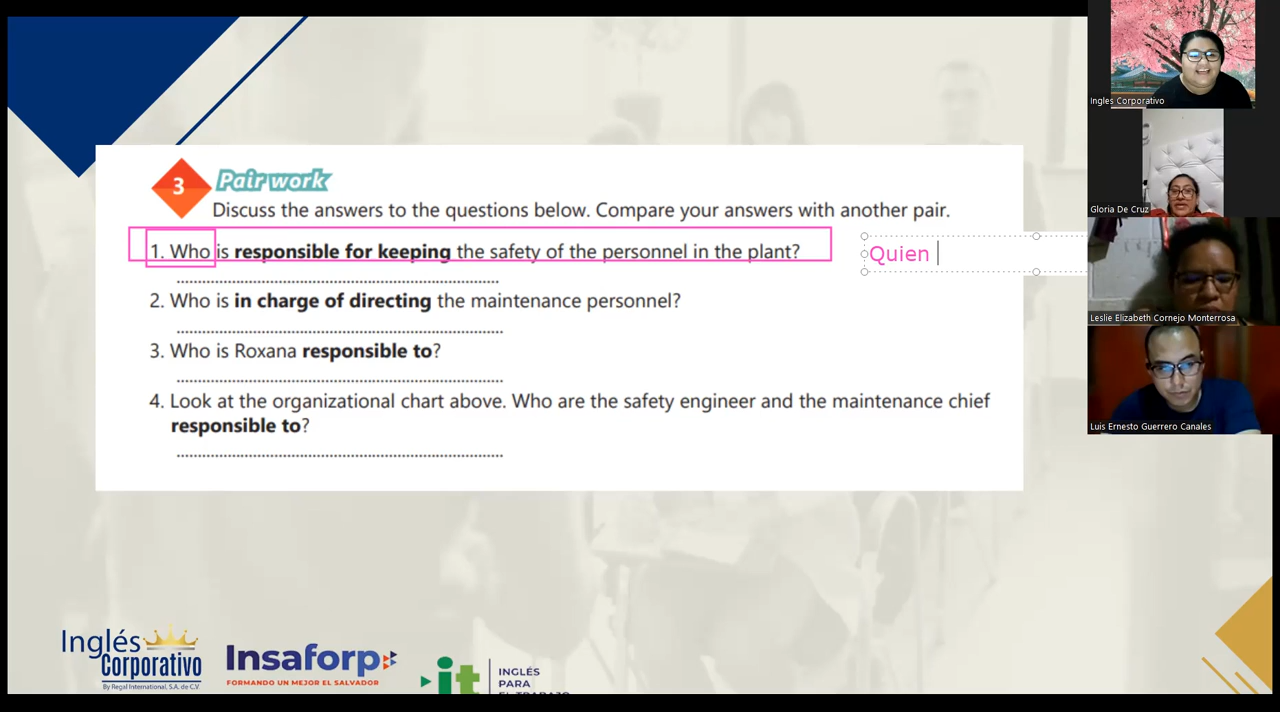 Ingles Corporativo
Gloria De Cruz
Leslie Elizabeth Cornejo Monterrosa
Luis Ernesto Guerrero Canales
3 Pair work
Discuss the answers to the questions below. Compare your answers with another pair.
1. Who is responsible for keeping the safety of the personnel in the plant?
Quien
2. Who is in charge of directing the maintenance personnel?
3. Who is Roxana responsible to?
4. Look at the organizational chart above. Who are the safety engineer and the maintenance chief
responsible to?
Inglés
Corporativo
By Regal International, S.A. de C.V.
Insaforp
FORMANDO UN MEJOR EL SALVADOR
it
INGLÉS
PARA
EL TRABAJO